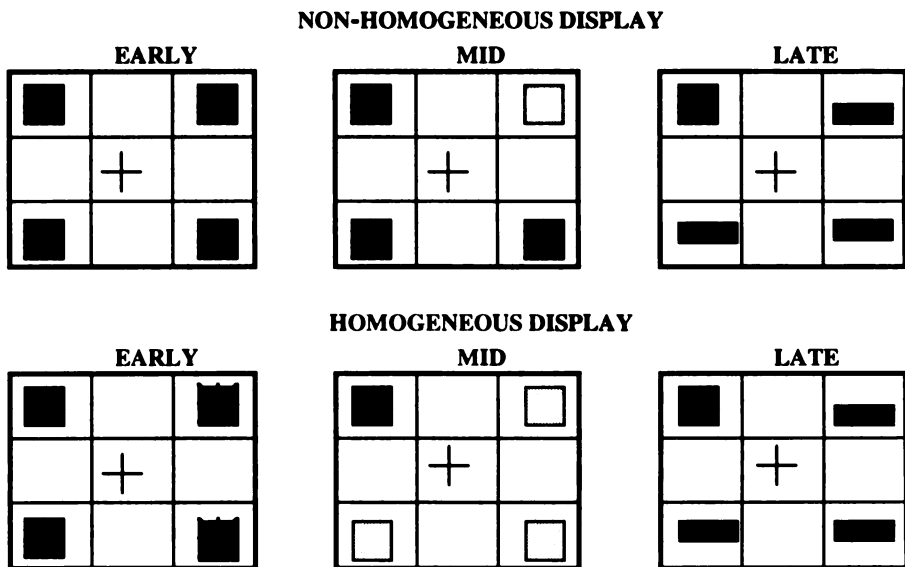 NON-HOMOGENEOUS DISPLAY
EARLY MID LATE
HOMOGENEOUS DISPLAY
EARLY MID LATE